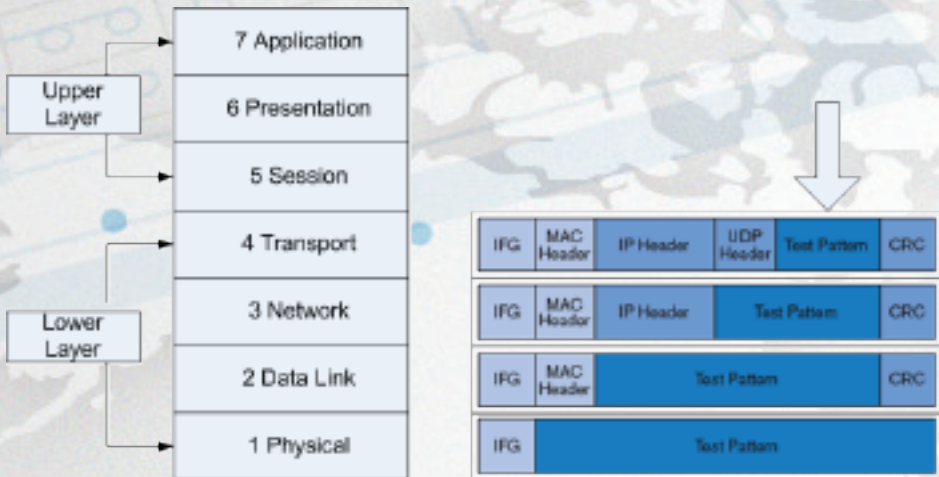 7 Application
Upper
Layer
6 Presentation
5 Session
4 Transport
3 Network
Lower
Layer
2 Data Link
1 Physical
IFG MAC Header IP Header UDP Header Test Pattern CRC
IFG MAC Header IP Header Test Pattern CRC
IFG MAC Header Test Pattern CRC
IFG Test Pattern